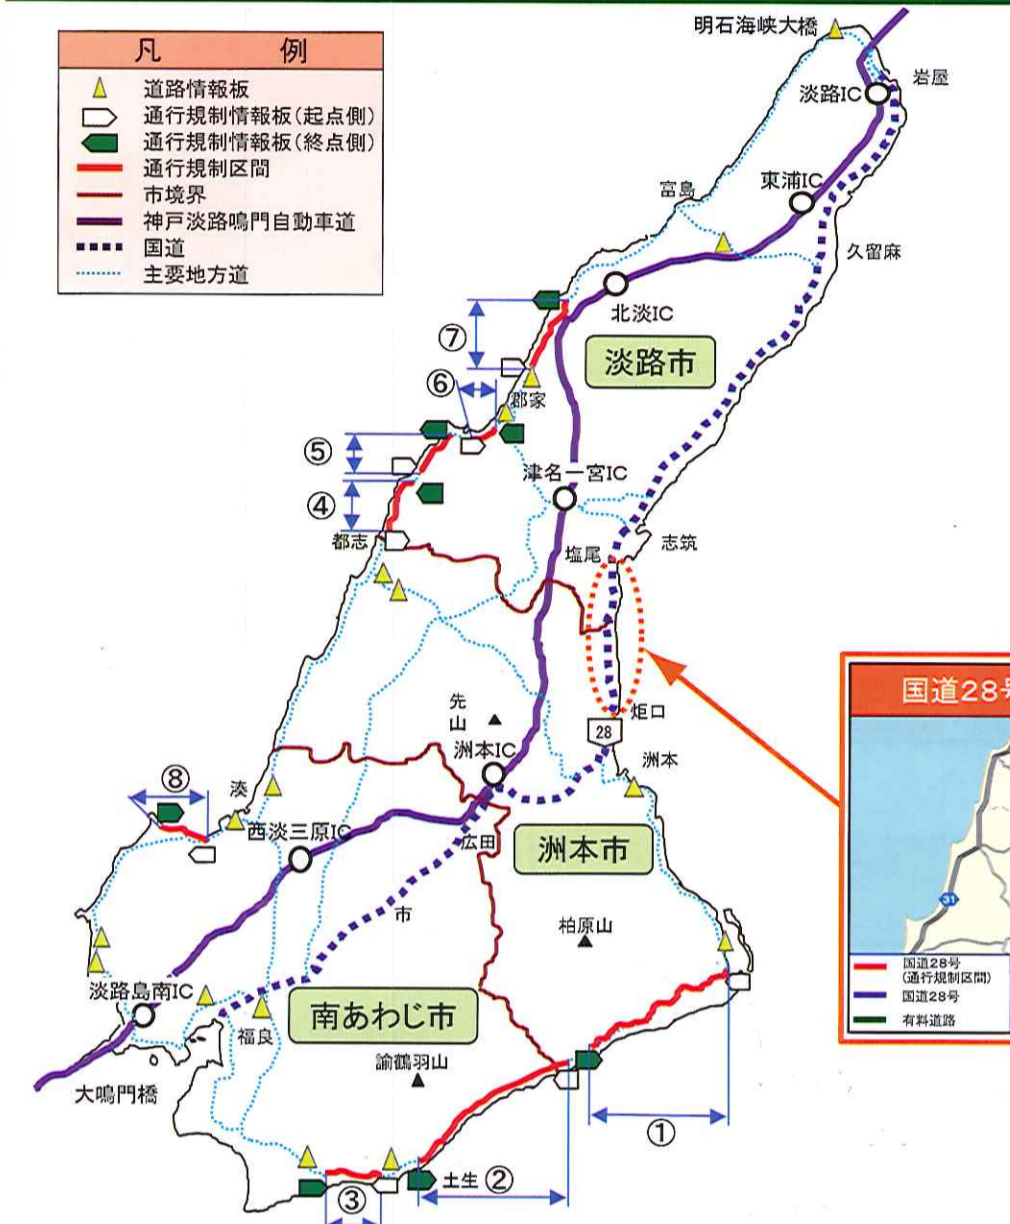 凡 例
道路情報板
通行規制情報板(起点側)
通行規制情報板(終点側)
通行規制区間
市境界
神戸淡路鳴門自動車道
国道
主要地方道
明石海峡大橋
岩屋
淡路IC
東浦IC
富島
久留麻
北淡IC
⑦
淡路市
⑥
郡家
⑤
津名一宮IC
④
都志
塩尾
志筑
先山
炬口
28
洲本IC
洲本
国道28号
⑧
湊
西淡三原IC
広田
洲本市
市
柏原山
31
淡路島南IC
国道28号
(通行規制区間)
国道28号
有料道路
南あわじ市
福良
諭鶴羽山
大鳴門橋
①
土生
②
③